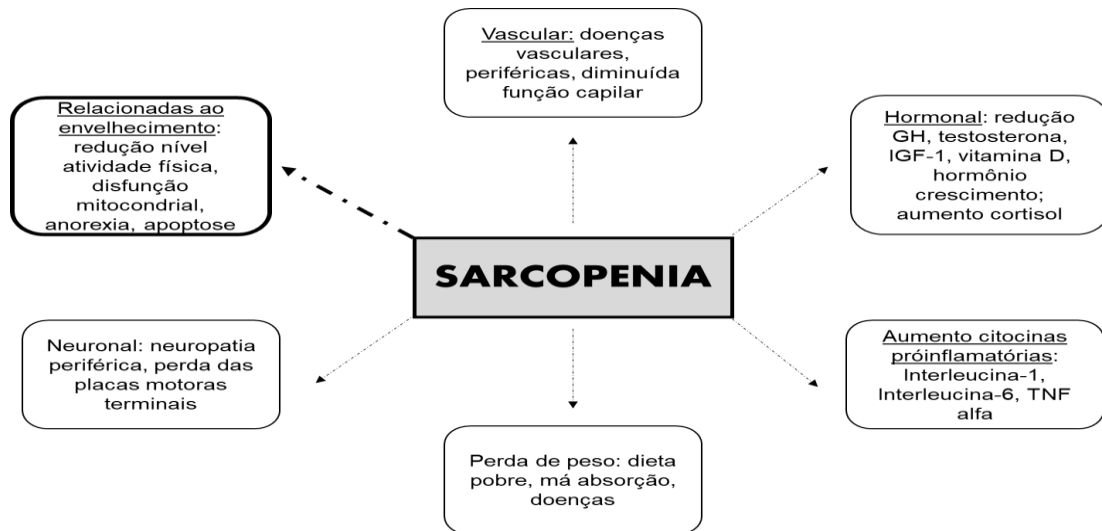 Vascular: doenças
vasculares,
periféricas, diminuída
função capilar
Relacionadas ao
envelhecimento:
redução nível
atividade física,
disfunção
mitocondrial,
anorexia, apoptose
Hormonal: redução
GH, testosterona,
IGF-1, vitamina D,
hormônio
crescimento;
aumento cortisol
SARCOPENIA
Neuronal: neuropatia
periférica, perda das
placas motoras
terminais
Aumento citocinas
próinflamatórias:
Interleucina-1,
Interleucina-6, TNF
alfa
Perda de peso: dieta
pobre, má absorção,
doenças